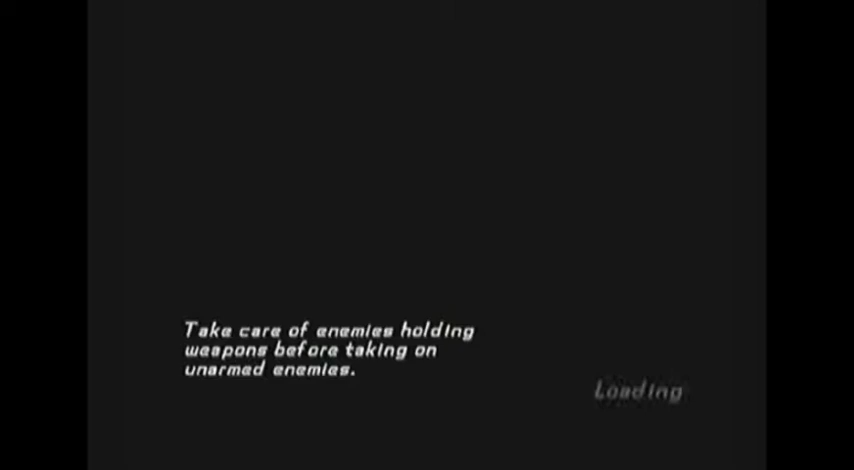 Take care of enemies holding
weapons before taking on
unarmed enemies.
Loading